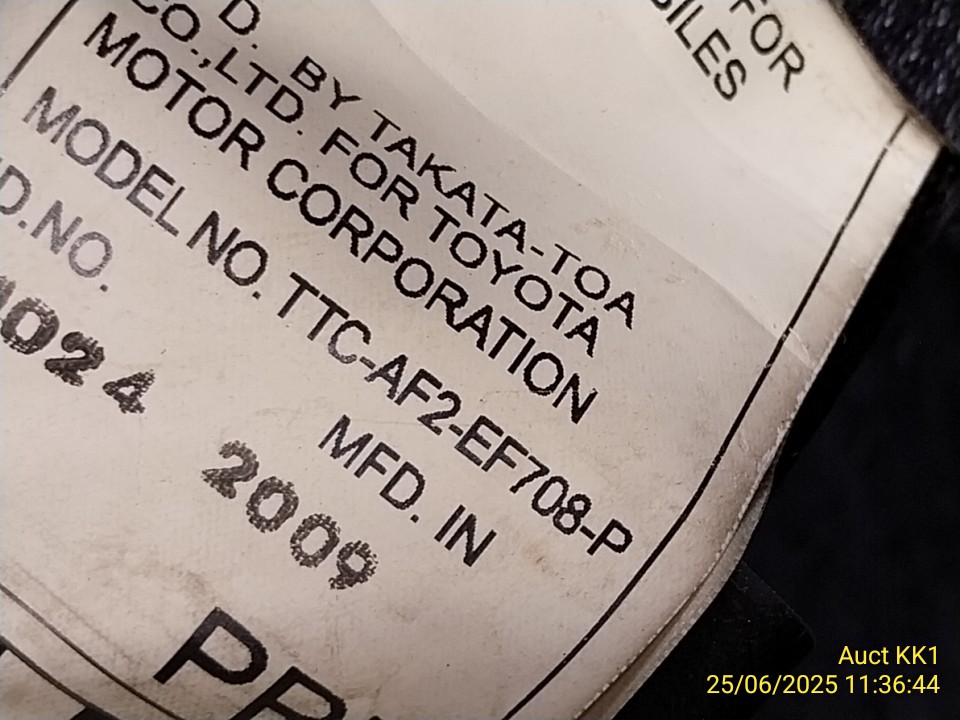 FOR
BILES
D. BY TAKATA-TOA
CO.,LTD. FOR TOYOTA
MOTOR CORPORATION
MODEL NO. TTC-AF2-EF708-P
D.NO. MFD. IN
024 2009
Auct KK1
25/06/2025 11:36:44